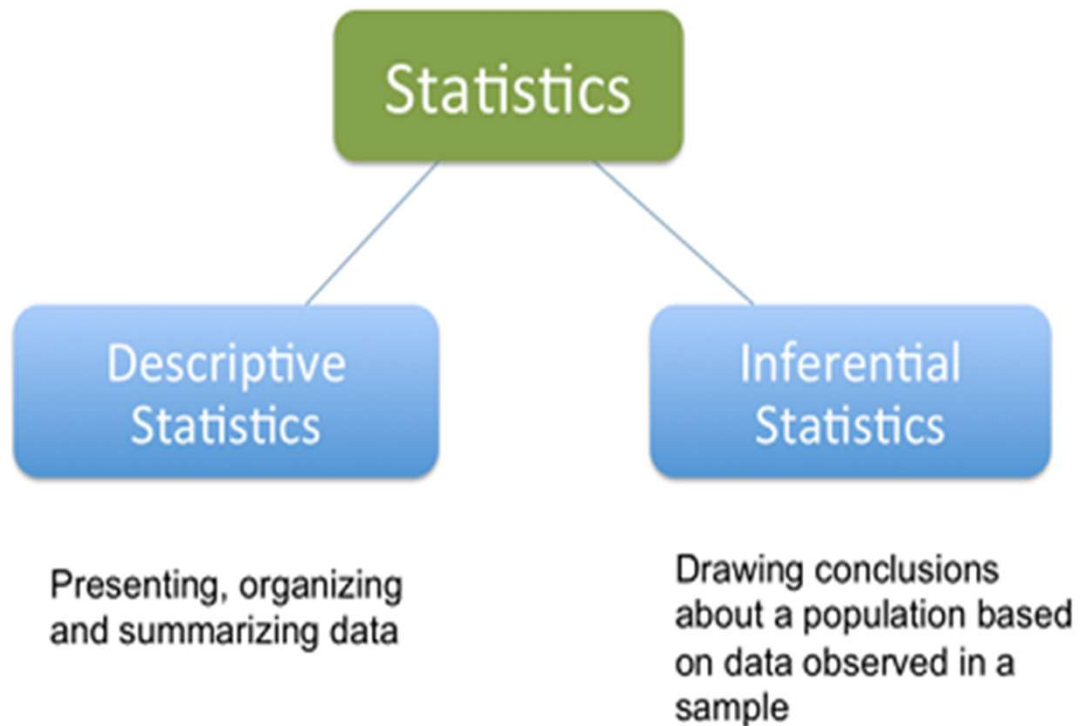 Statistics
Descriptive
Statistics
Inferential
Statistics
Presenting, organizing
and summarizing data
Drawing conclusions
about a population based
on data observed in a
sample